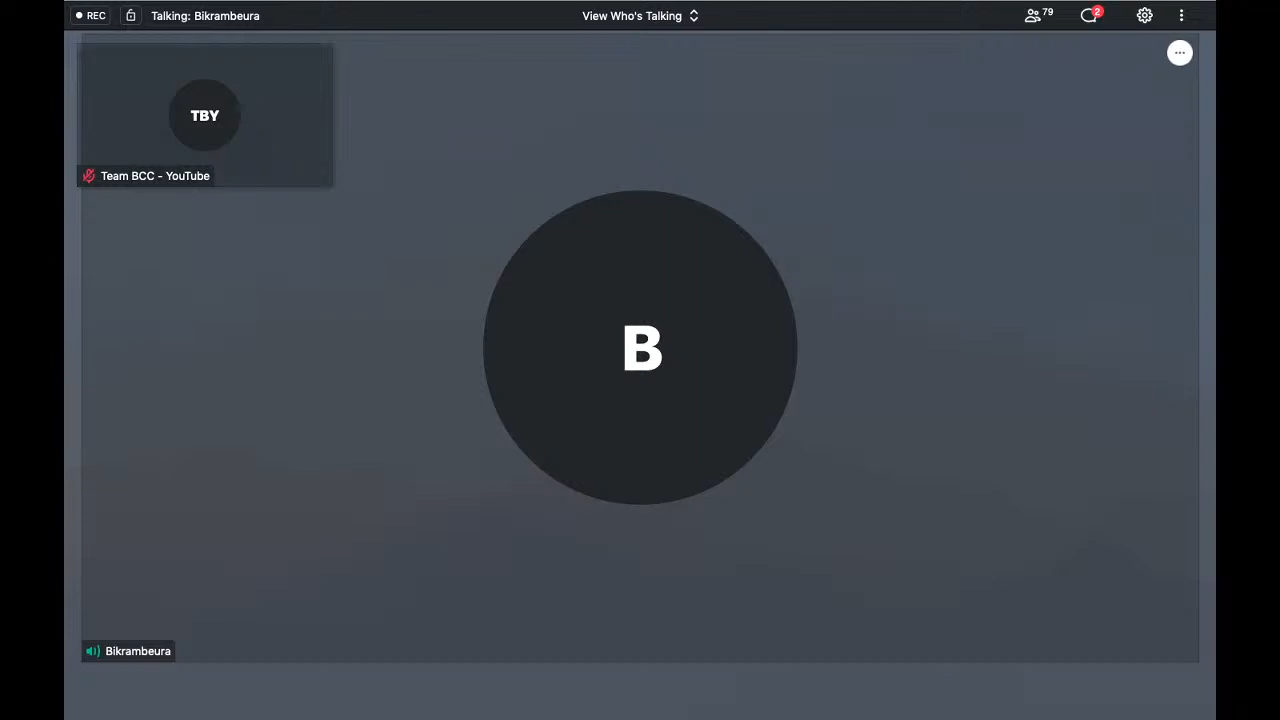 REC
Talking: Bikrambeura
View Who's Talking
79
2
TBY
Team BCC - YouTube
B
Bikrambeura